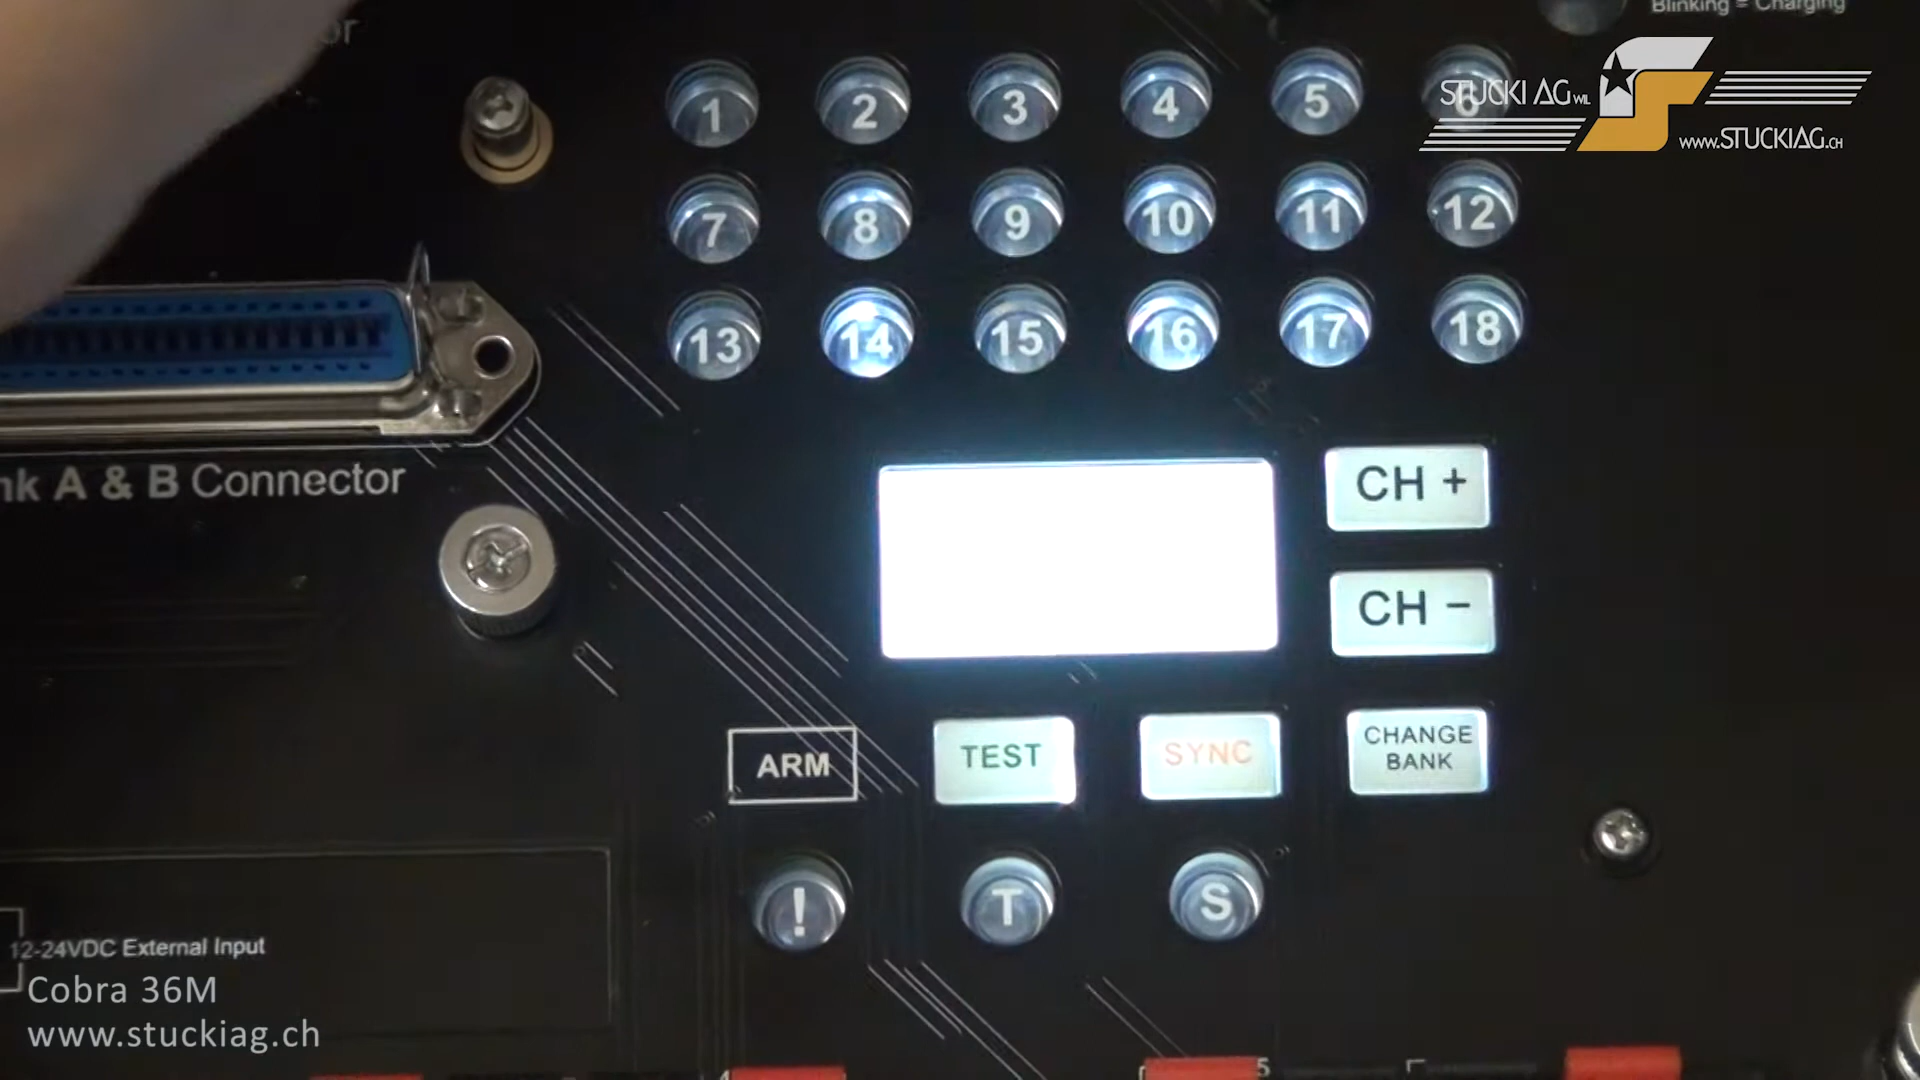 Blinking = Charging
STUCKI AG WIL
www.STUCKIAG.CH
1 2 3 4 5 6
7 8 9 10 11 12
13 14 15 16 17 18
A & B Connector
CH +
CH −
ARM
TEST
SYNC
CHANGE
BANK
! T S
12-24VDC External Input
Cobra 36M
www.stuckiag.ch
5